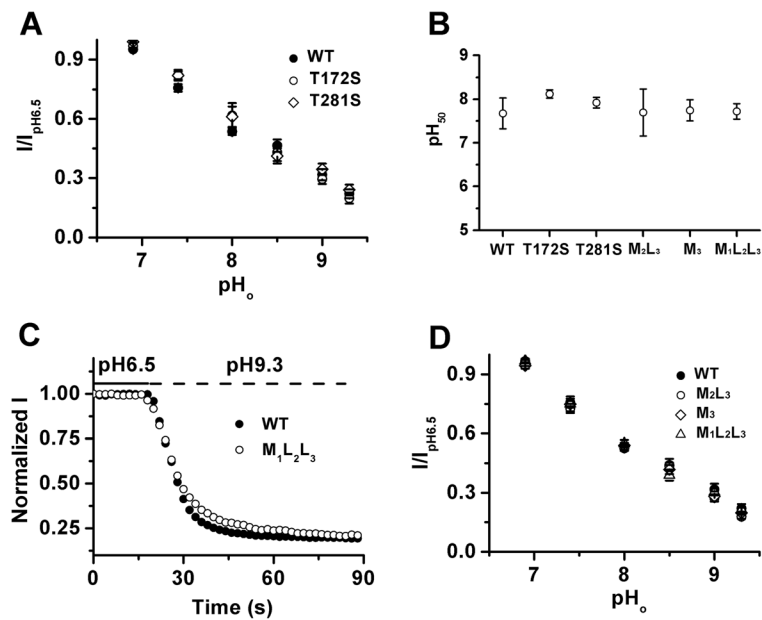 A
0.9
0.6
0.3
0.0
I/IpH6.5
7
8
9
pHo
WT
T172S
T281S
B
9
8
7
6
5
pH50
WT
T172S
T281S
M2L3
M3
M1L2L3
C
pH6.5
pH9.3
1.00
0.75
0.50
0.25
Normalized I
0
30
60
90
Time (s)
WT
M1L2L3
D
0.9
0.6
0.3
0.0
I/IpH6.5
7
8
9
pHo
WT
M2L3
M3
M1L2L3